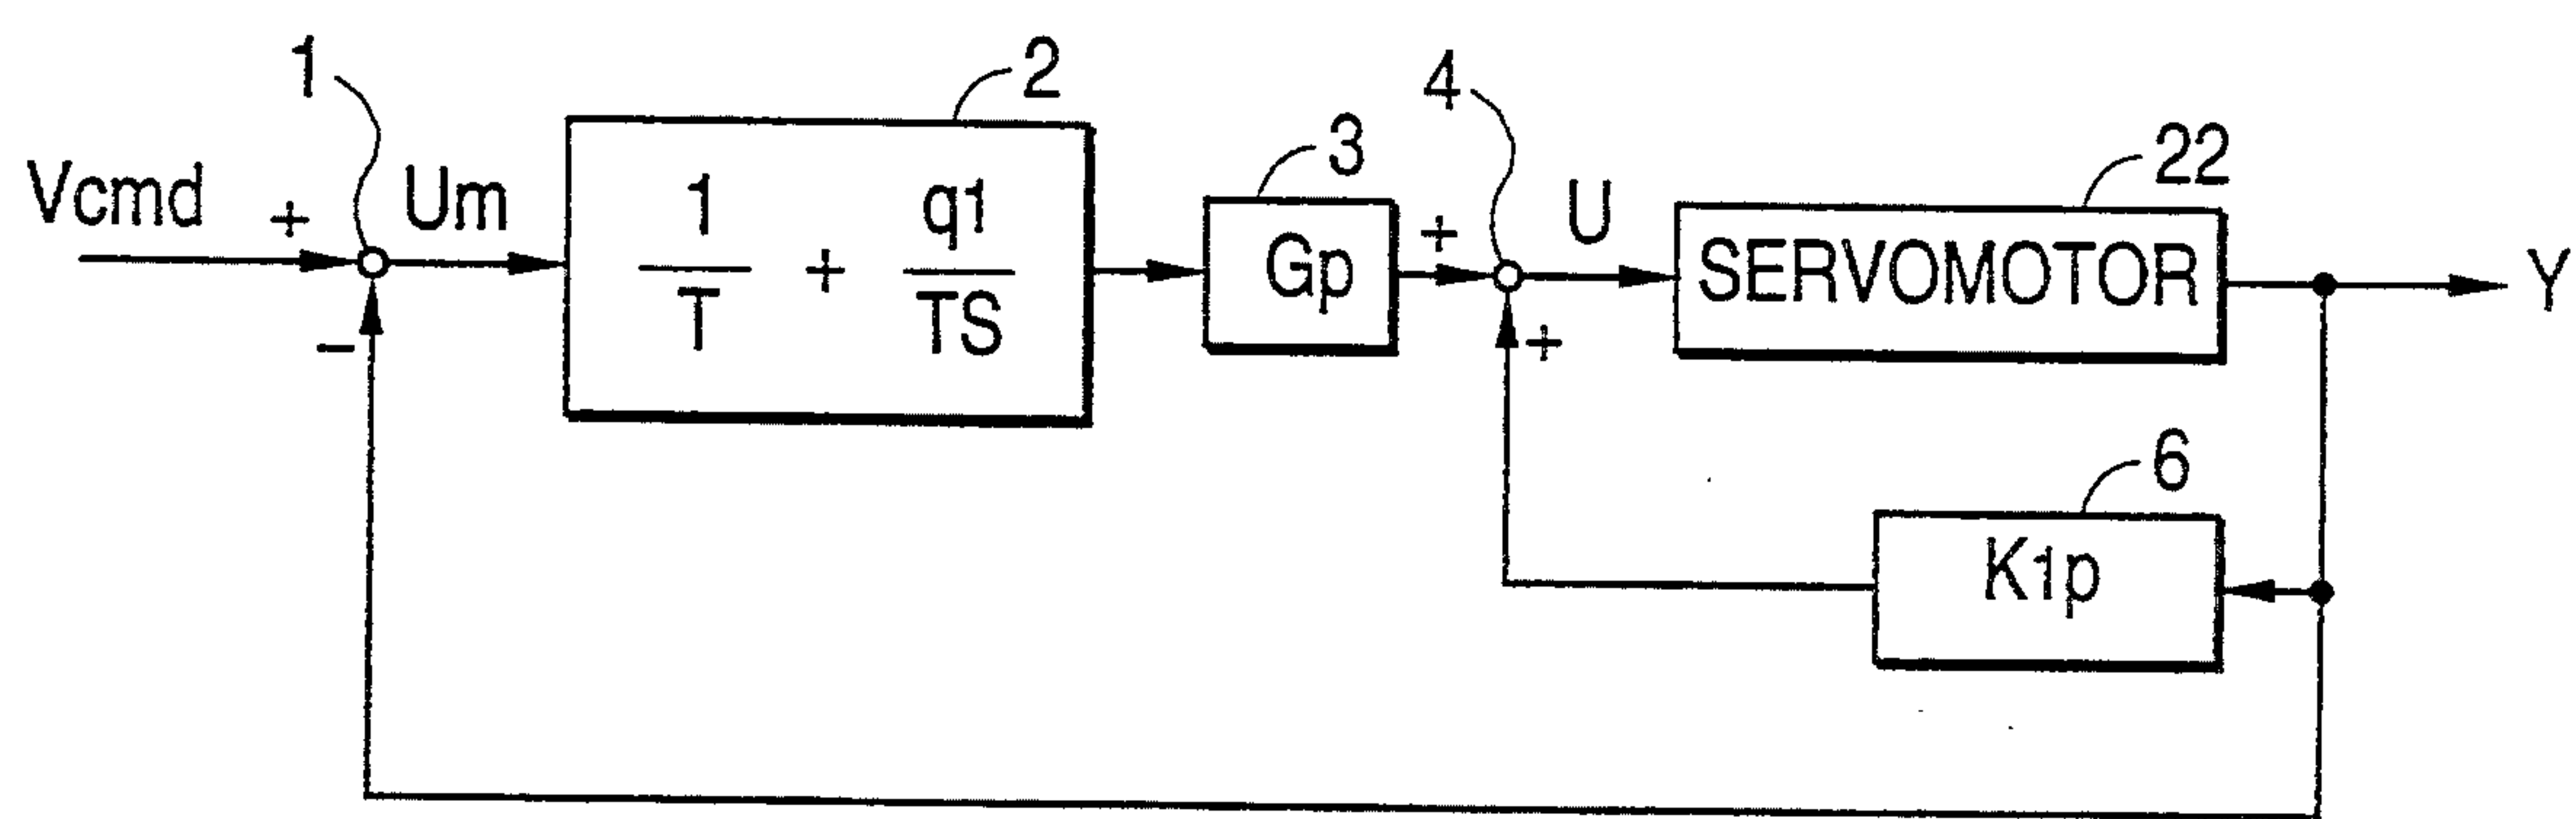 1
2
4
3
22
Vcmd
+
Um
1/T + q1/TS
Gp
+
U
SERVOMOTOR
Y
−
+
6
K1p